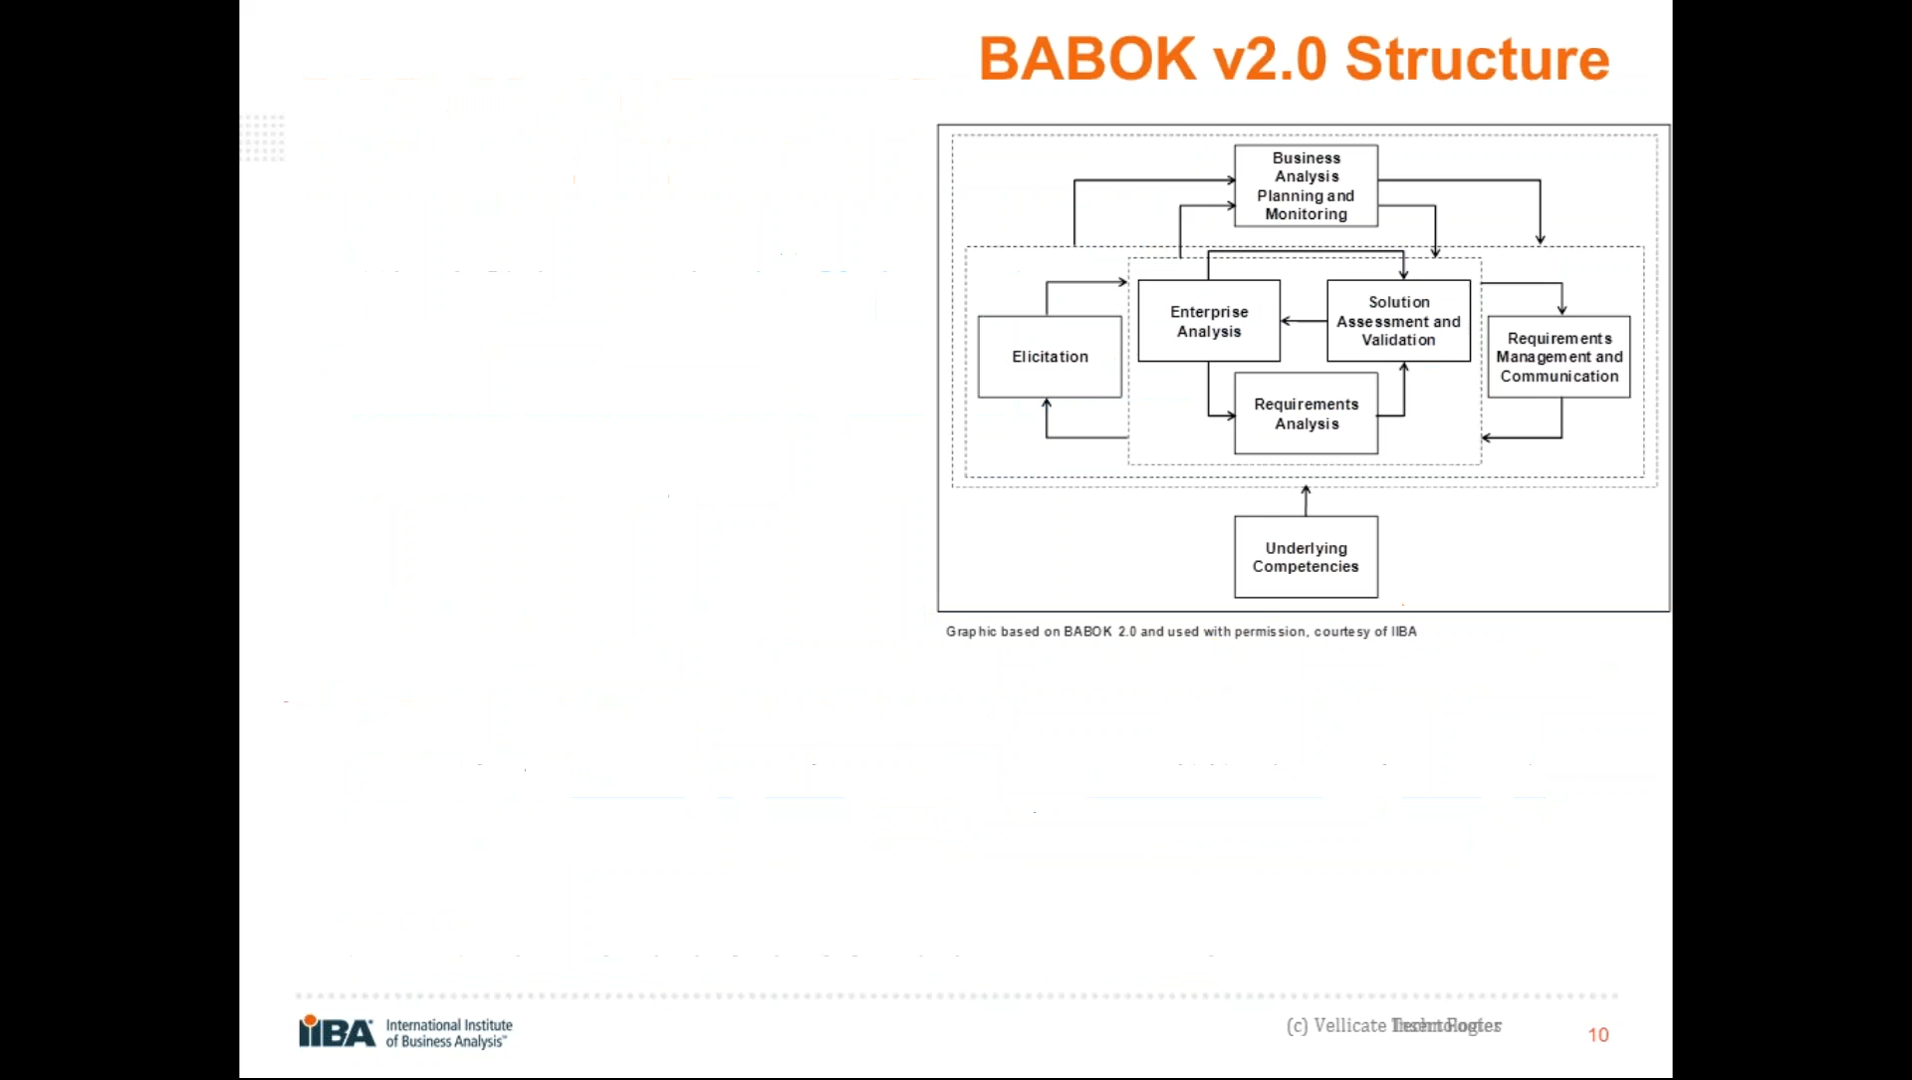 BABOK v2.0 Structure
Business
Analysis
Planning and
Monitoring
Enterprise
Analysis
Solution
Assessment and
Validation
Elicitation
Requirements
Management and
Communication
Requirements
Analysis
Underlying
Competencies
Graphic based on BABOK 2.0 and used with permission, courtesy of IIBA
IIBA
International Institute
of Business Analysis™
(c) Vellicate
10